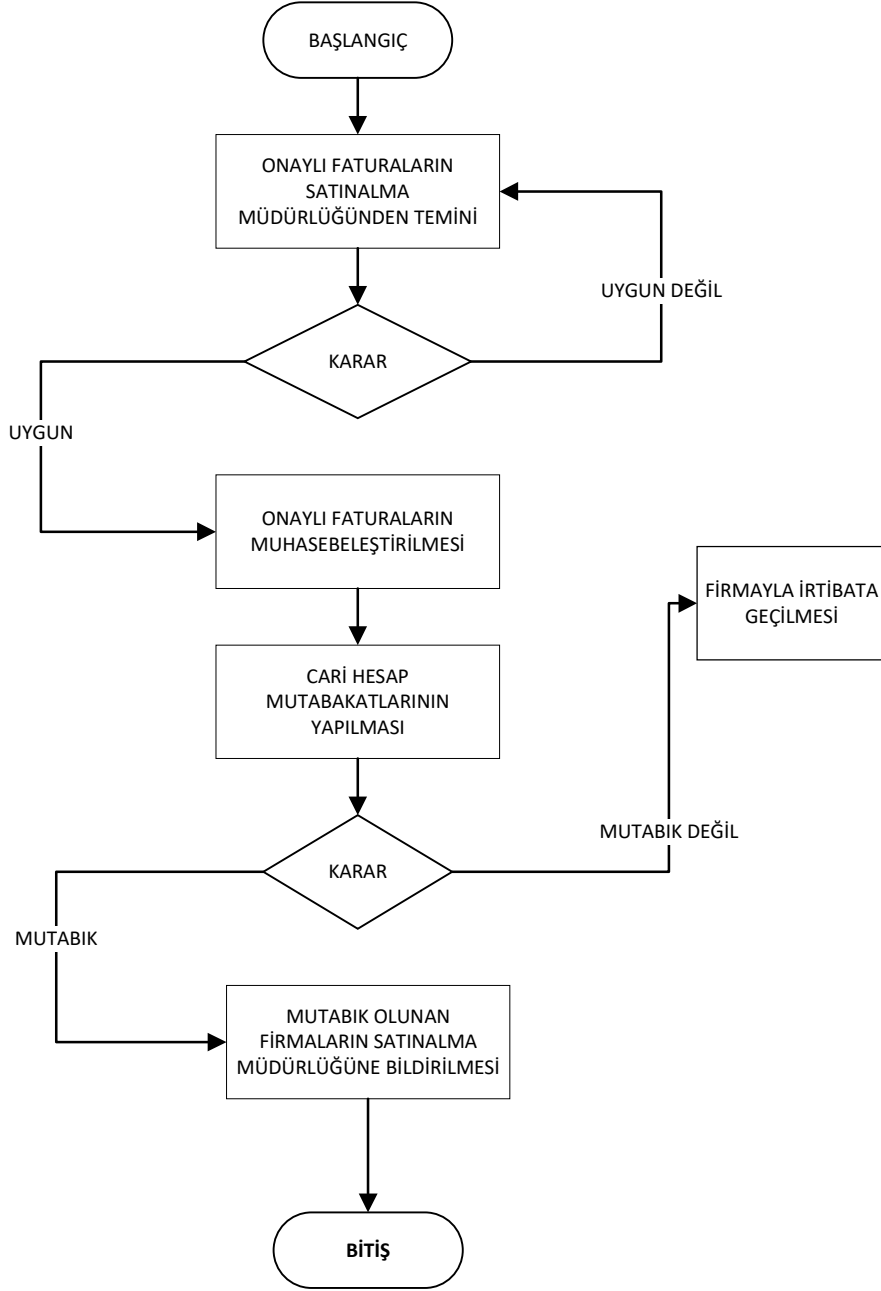 BAŞLANGIÇ
ONAYLI FATURALARIN
SATINALMA
MÜDÜRLÜĞÜNDEN TEMİNİ
UYGUN DEĞİL
KARAR
UYGUN
ONAYLI FATURALARIN
MUHASEBELEŞTİRİLMESİ
FİRMAYLA İRTİBATA
GEÇİLMESİ
CARİ HESAP
MUTABAKATLARININ
YAPILMASI
MUTABIK DEĞİL
KARAR
MUTABIK
MUTABIK OLUNAN
FİRMALARIN SATINALMA
MÜDÜRLÜĞÜNE BİLDİRİLMESİ
BİTİŞ